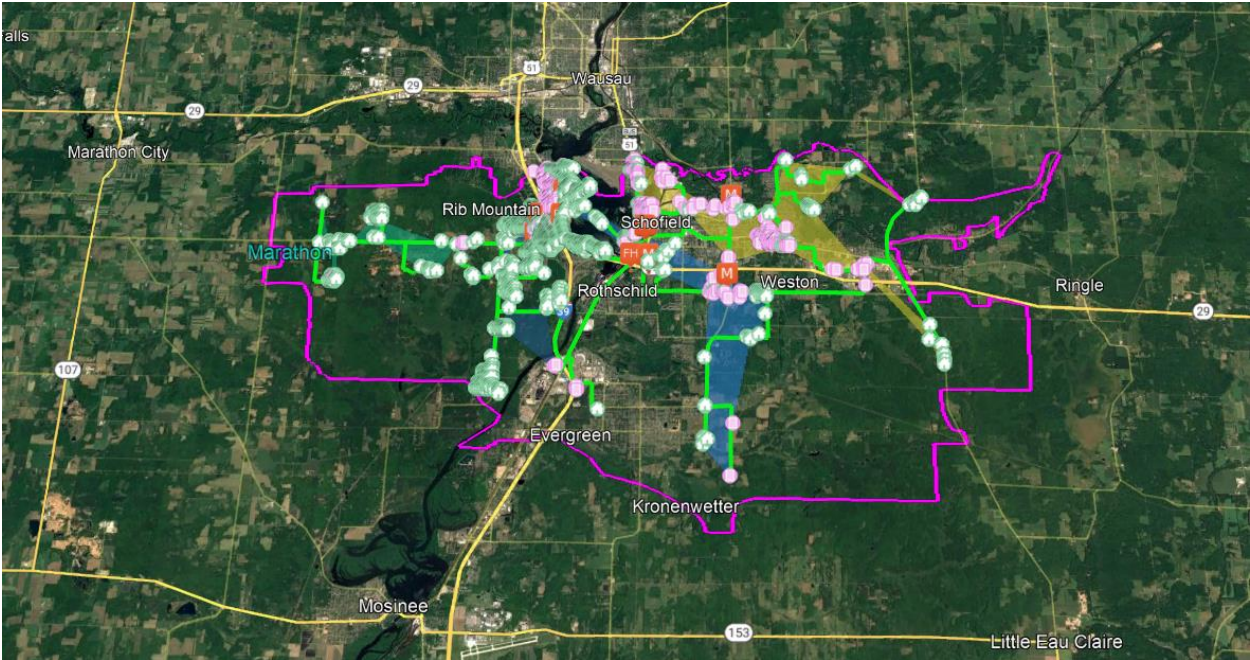 alls
51
Wausau
29
29
51
Marathon City
M
Rib Mountain
Schofield
Marathon
FH M
M
Rothschild
Weston
Ringle
39
29
107
Evergreen
Kronenwetter
Mosinee
153
Little Eau Claire